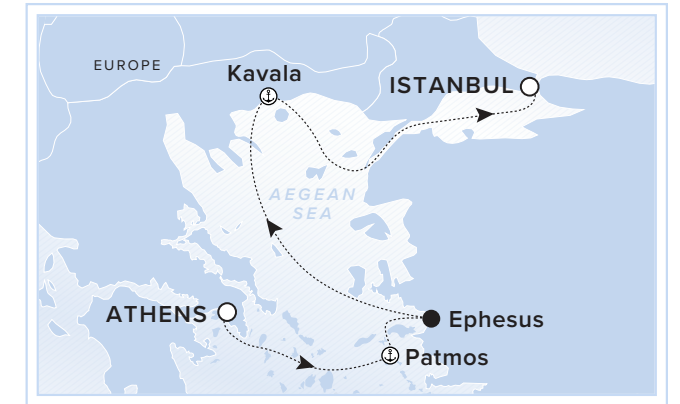 EUROPE
Kavala
ISTANBUL
AEGEAN
SEA
ATHENS
Ephesus
Patmos